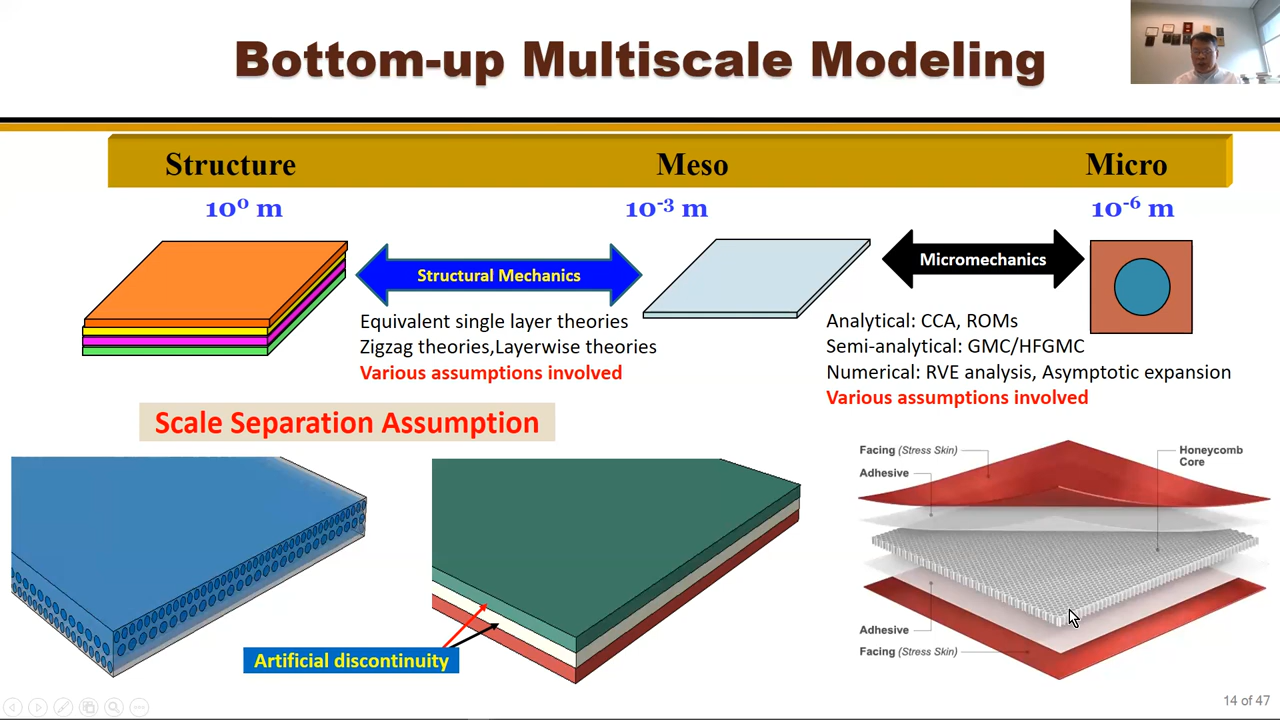 Bottom-up Multiscale Modeling
Structure
Meso
Micro
10⁰ m
10⁻³ m
10⁻⁶ m
Structural Mechanics
Micromechanics
Equivalent single layer theories
Zigzag theories,Layerwise theories
Various assumptions involved
Analytical: CCA, ROMs
Semi-analytical: GMC/HFGMC
Numerical: RVE analysis, Asymptotic expansion
Various assumptions involved
Scale Separation Assumption
Artificial discontinuity
Facing (Stress Skin)
Adhesive
Honeycomb
Core
Adhesive
Facing (Stress Skin)
14 of 47